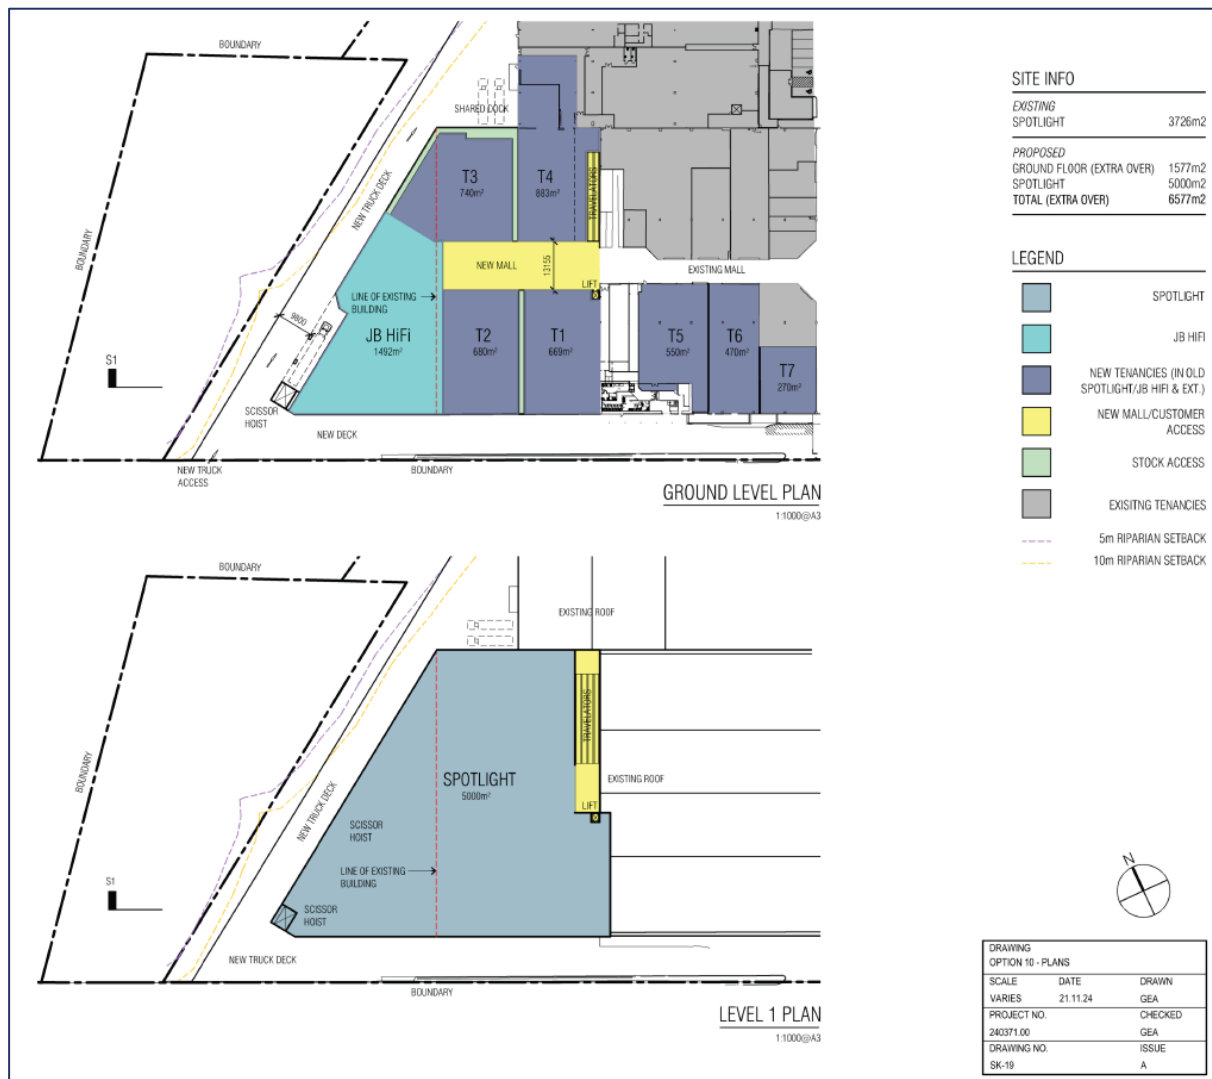 BOUNDARY
SHARED DOCK
T3
740m²
T4
883m²
TRAVELATORS
NEW TRUCK DECK
BOUNDARY
NEW MALL
13155
EXISTING MALL
LIFT
LINE OF EXISTING
BUILDING
9800
JB HiFi
1492m²
T2
680m²
T1
669m²
T5
550m²
T6
470m²
T7
270m²
S1
SCISSOR
HOIST
NEW DECK
NEW TRUCK
ACCESS
BOUNDARY
GROUND LEVEL PLAN
1:1000@A3
BOUNDARY
EXISTING ROOF
TRAVELATORS
BOUNDARY
SPOTLIGHT
5000m²
EXISTING ROOF
NEW TRUCK DECK
LIFT
SCISSOR
HOIST
LINE OF EXISTING
BUILDING
S1
SCISSOR
HOIST
NEW TRUCK DECK
BOUNDARY
LEVEL 1 PLAN
1:1000@A3
SITE INFO
EXISTING
SPOTLIGHT 3726m2
PROPOSED
GROUND FLOOR (EXTRA OVER) 1577m2
SPOTLIGHT 5000m2
TOTAL (EXTRA OVER) 6577m2
LEGEND
SPOTLIGHT
JB HIFI
NEW TENANCIES (IN OLD
SPOTLIGHT/JB HIFI & EXT.)
NEW MALL/CUSTOMER
ACCESS
STOCK ACCESS
EXISITNG TENANCIES
5m RIPARIAN SETBACK
10m RIPARIAN SETBACK
N
DRAWING
OPTION 10 - PLANS
SCALE DATE DRAWN
VARIES 21.11.24 GEA
PROJECT NO. CHECKED
240371.00 GEA
DRAWING NO. ISSUE
SK-19 A